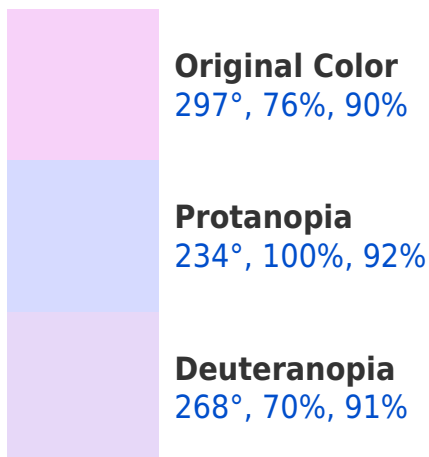 Original Color
297°, 76%, 90%
Protanopia
234°, 100%, 92%
Deuteranopia
268°, 70%, 91%